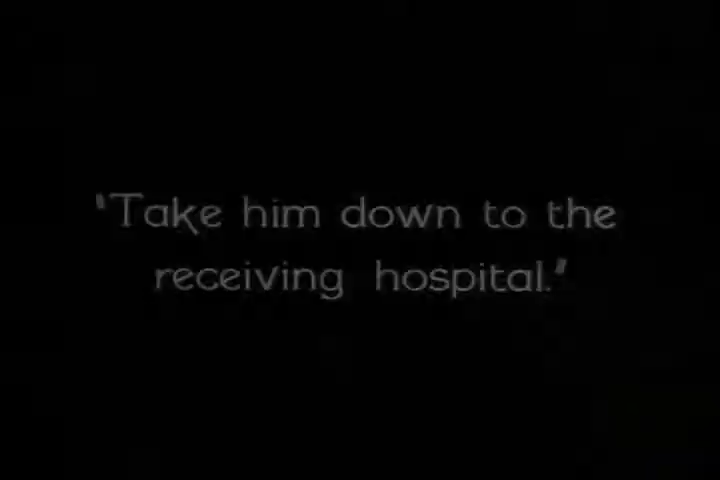 "Take him down to the
receiving hospital."